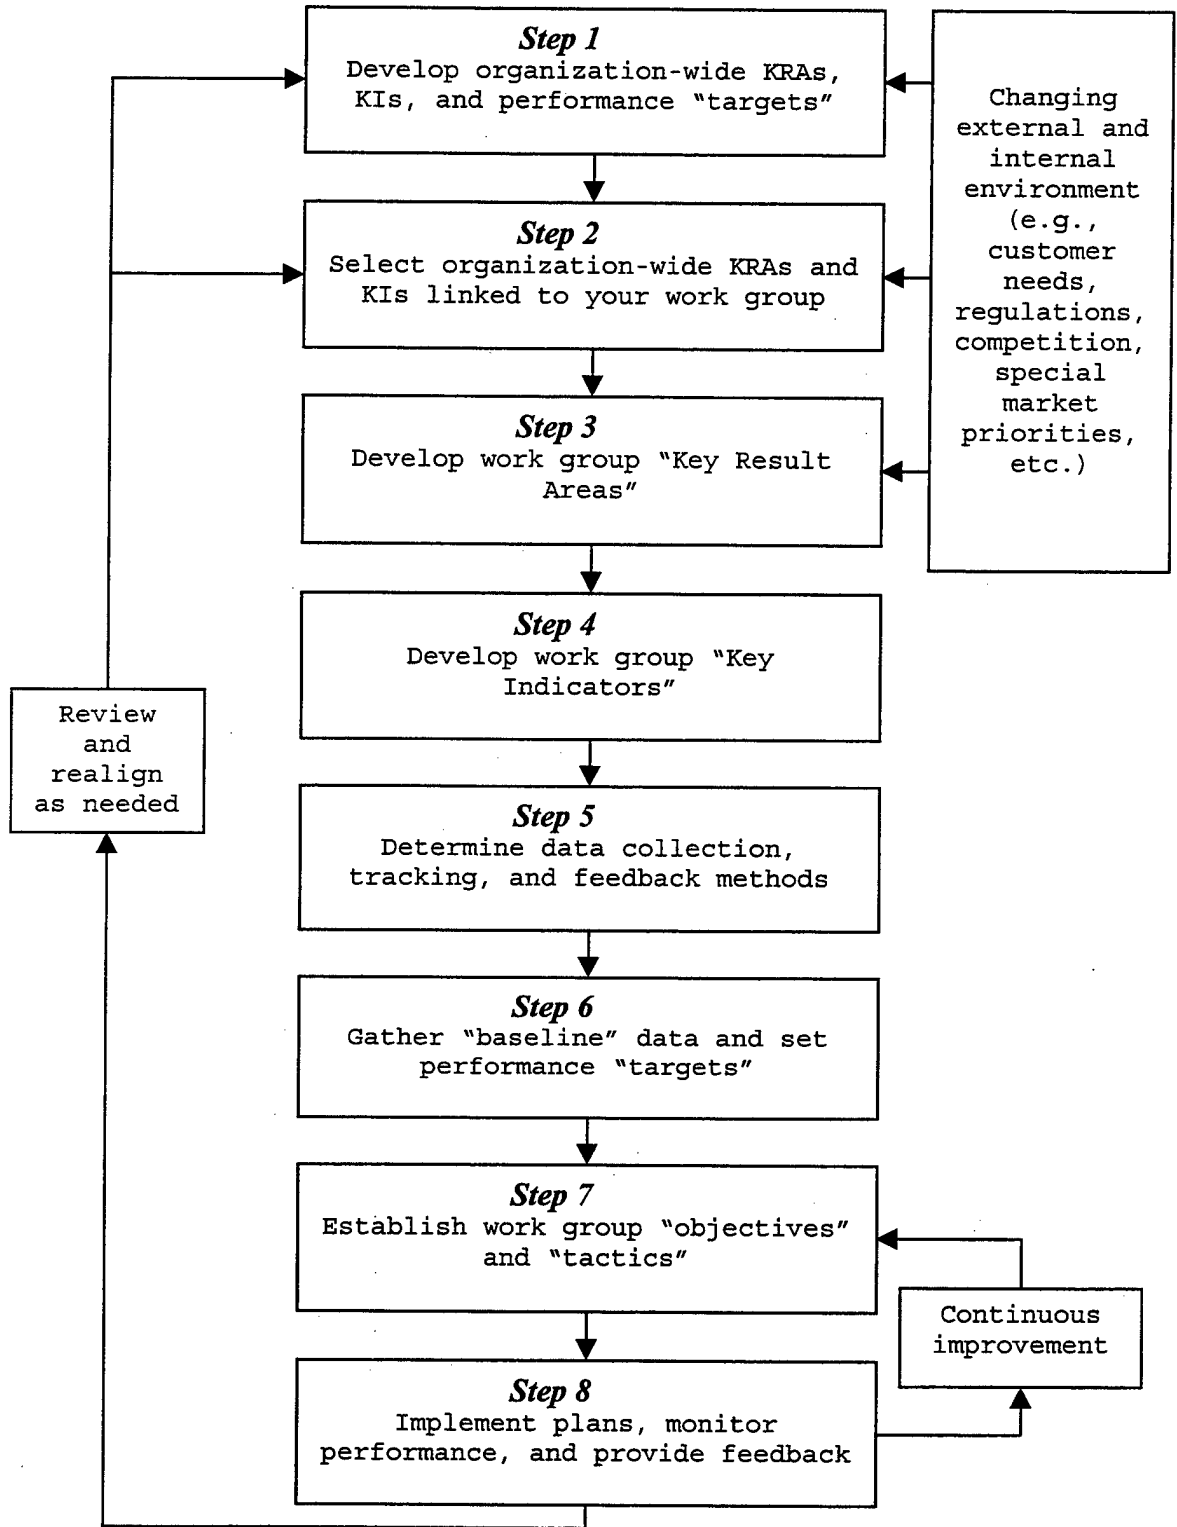 Step 1
Develop organization-wide KRAs,
KIs, and performance “targets”
Changing
external and
internal
environment
(e.g.,
customer
needs,
regulations,
competition,
special
market
priorities,
etc.)
Step 2
Select organization-wide KRAs and
KIs linked to your work group
Step 3
Develop work group “Key Result
Areas”
Step 4
Develop work group “Key
Indicators”
Review
and
realign
as needed
Step 5
Determine data collection,
tracking, and feedback methods
Step 6
Gather “baseline” data and set
performance “targets”
Step 7
Establish work group “objectives”
and “tactics”
Continuous
improvement
Step 8
Implement plans, monitor
performance, and provide feedback